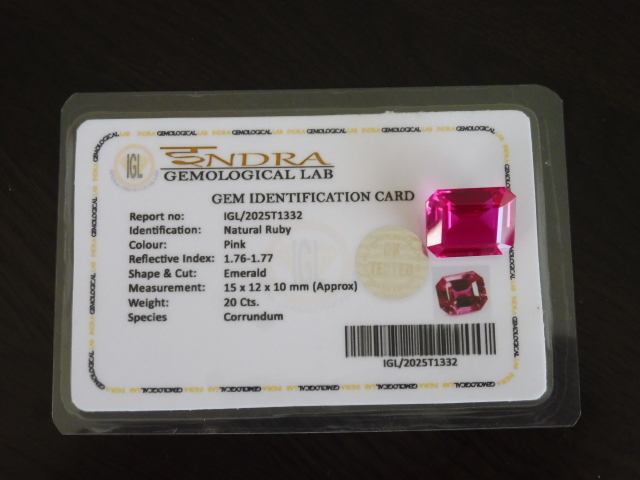 IGL
INDRA
GEMOLOGICAL LAB
GEM IDENTIFICATION CARD
Report no: IGL/2025T1332
Identification: Natural Ruby
Colour: Pink
Reflective Index: 1.76-1.77
Shape & Cut: Emerald
Measurement: 15 x 12 x 10 mm (Approx)
Weight: 20 Cts.
Species Corrundum
TESTED
IGL/2025T1332